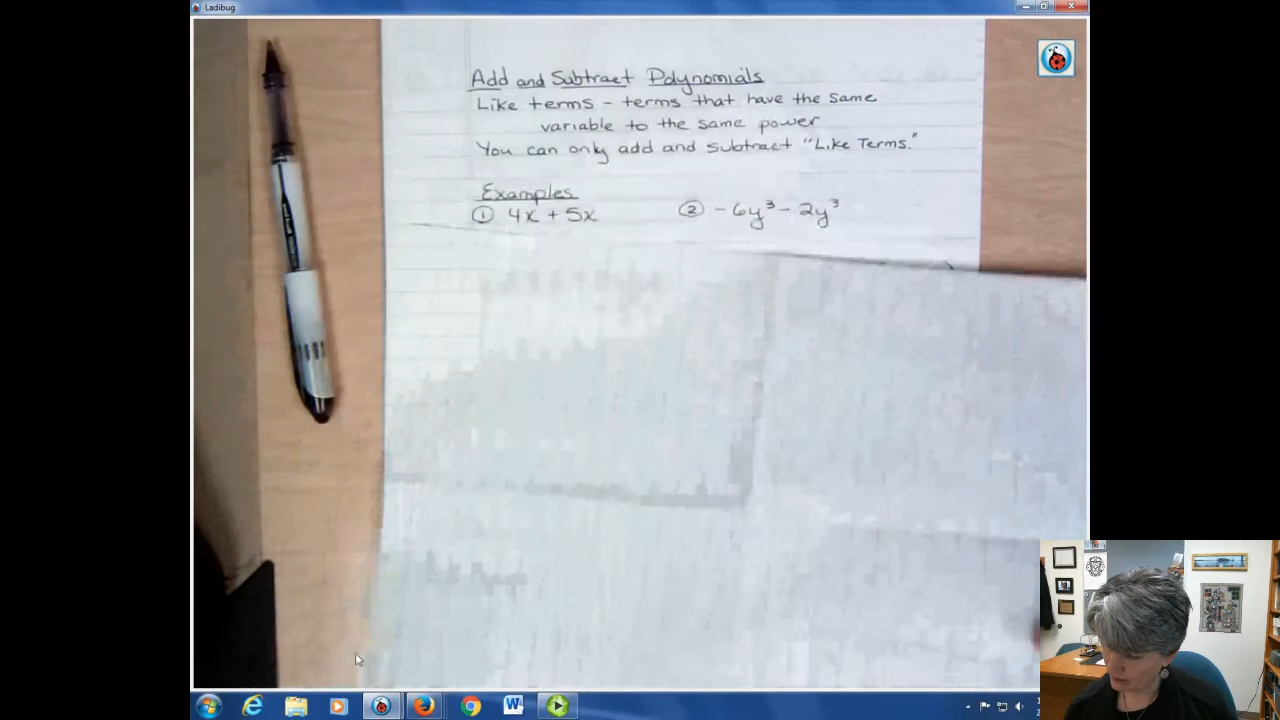 Ladibug
Add and Subtract Polynomials
Like terms - terms that have the same
variable to the same power
You can only add and subtract "Like Terms."
Examples
① 4x + 5x ② - 6y³ - 2y³